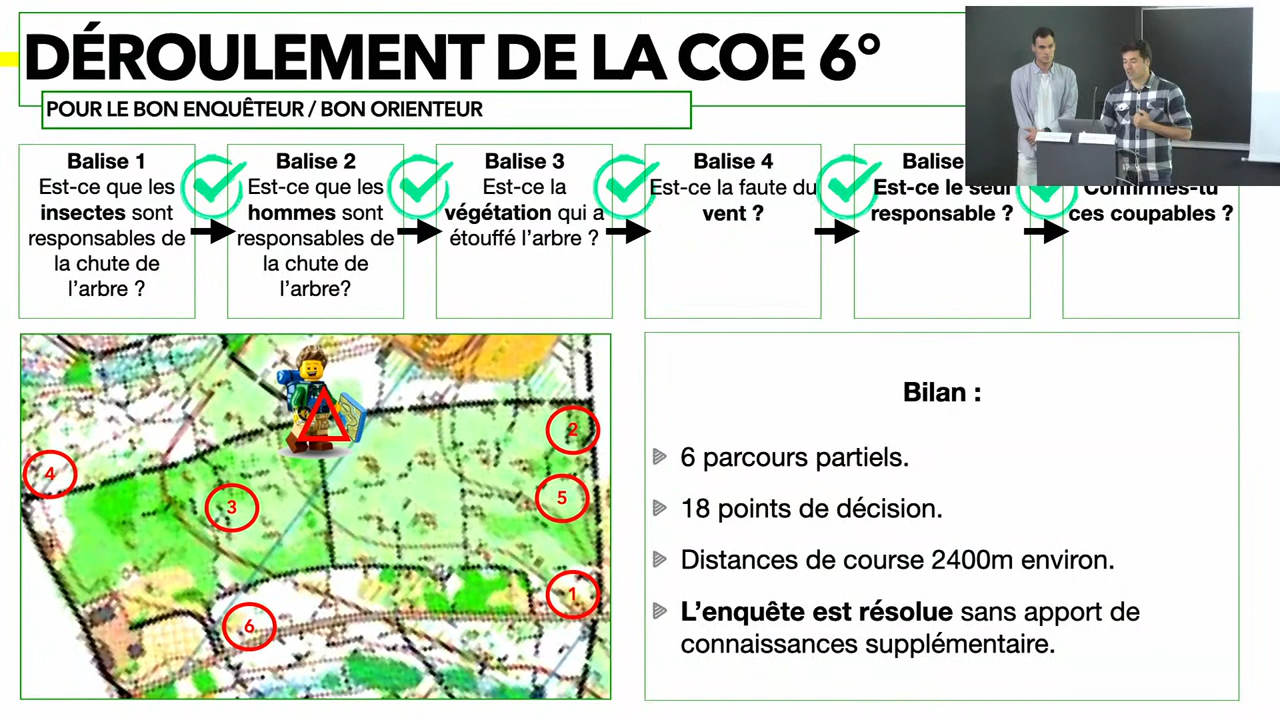 DÉROULEMENT DE LA COE 6°
POUR LE BON ENQUÊTEUR / BON ORIENTEUR
Balise 1
Est-ce que les
insectes sont
responsables de
la chute de
l'arbre ?
Balise 2
Est-ce que les
hommes sont
responsables de
la chute de
l'arbre?
Balise 3
Est-ce la
végétation qui a
étouffé l'arbre ?
Balise 4
Est-ce la faute du
vent ?
Balise
Est-ce le seul
responsable ?
Confirmes-tu
ces coupables ?
2
4
3
5
1
6
Bilan :
6 parcours partiels.
18 points de décision.
Distances de course 2400m environ.
L'enquête est résolue sans apport de
connaissances supplémentaire.